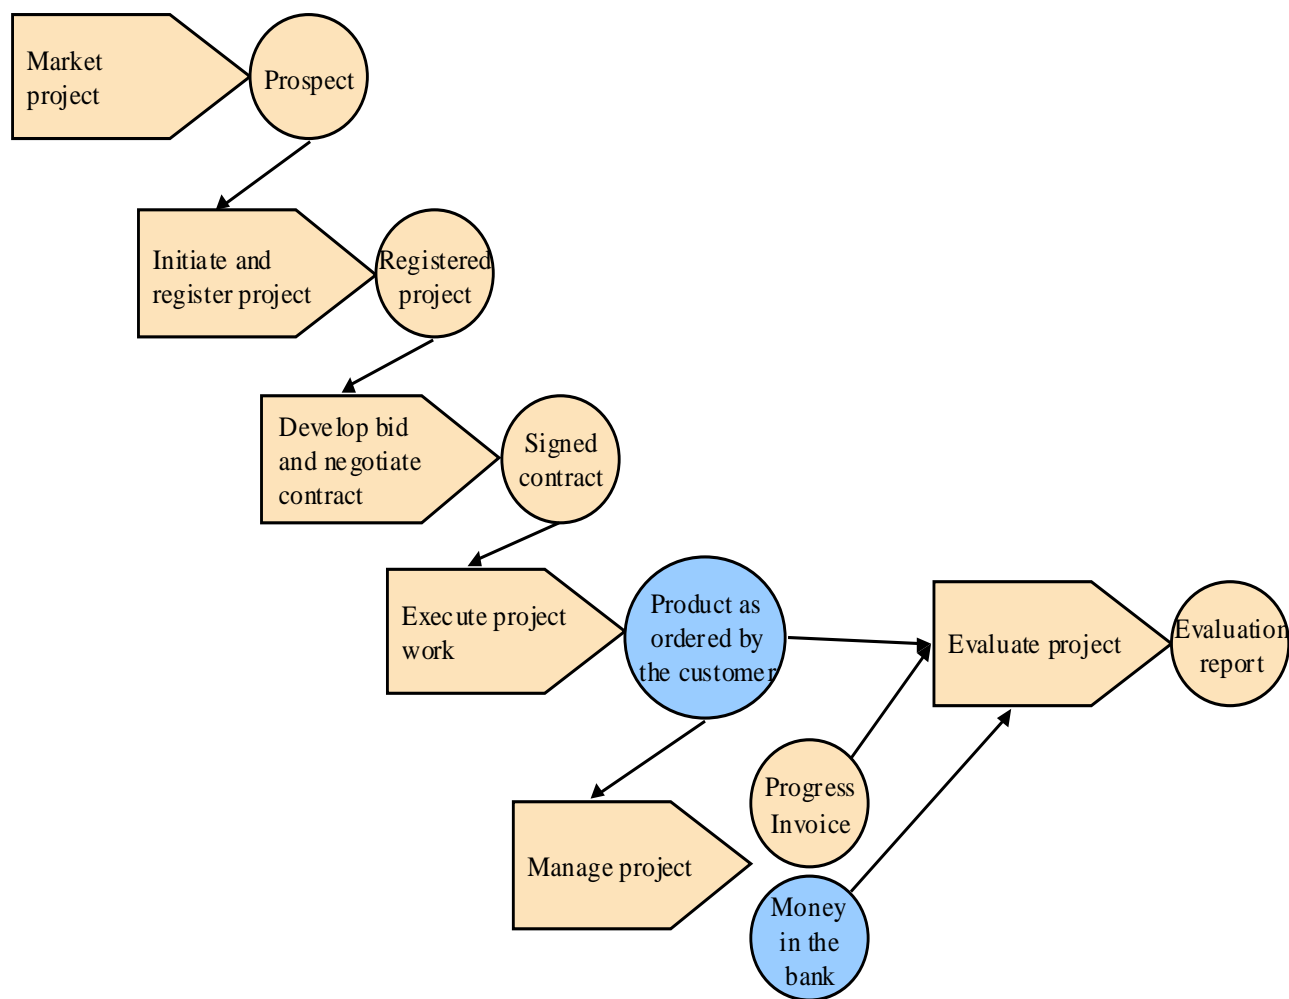 Market
project
Prospect
Initiate and
register project
Registered
project
Develop bid
and negotiate
contract
Signed
contract
Execute project
work
Product as
ordered by
the customer
Evaluate project
Evaluation
report
Progress
Invoice
Manage project
Money
in the
bank